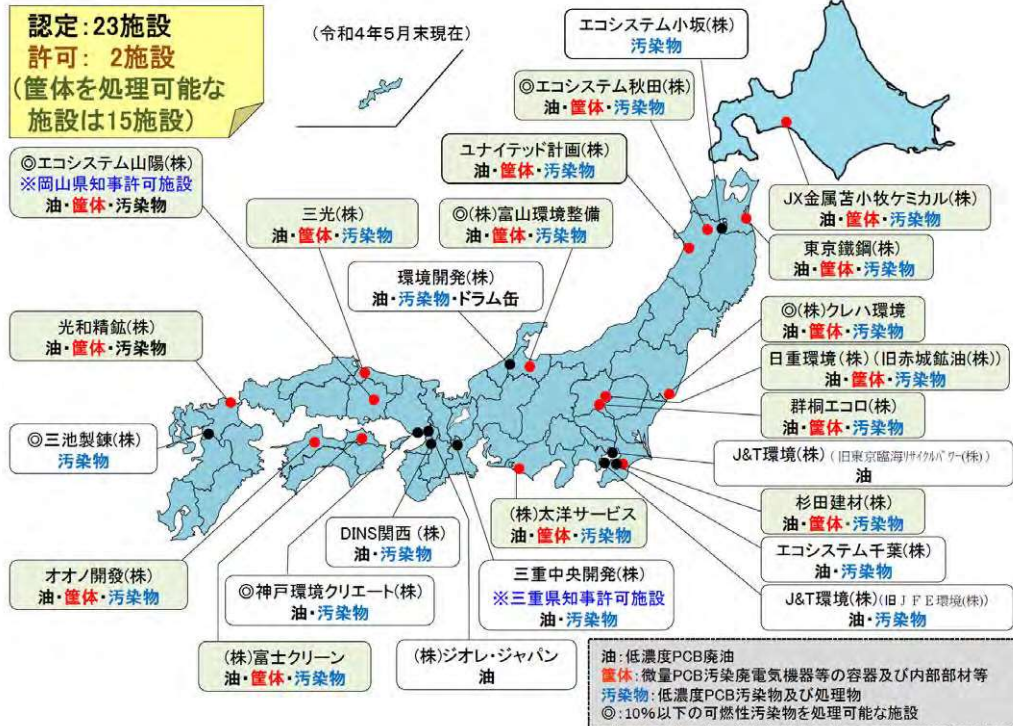 認定：23施設
許可： 2施設
(筐体を処理可能な
施設は15施設)
(令和4年5月末現在)
エコシステム小坂(株)
汚染物
◎エコシステム秋田(株)
油・筐体・汚染物
ユナイテッド計画(株)
油・筐体・汚染物
◎エコシステム山陽(株)
※岡山県知事許可施設
油・筐体・汚染物
三光(株)
油・筐体・汚染物
◎(株)富山環境整備
油・筐体・汚染物
環境開発(株)
油・汚染物・ドラム缶
光和精鉱(株)
油・筐体・汚染物
◎三池製錬(株)
汚染物
JX金属苫小牧ケミカル(株)
油・筐体・汚染物
東京鐵鋼(株)
油・筐体・汚染物
◎(株)クレハ環境
油・筐体・汚染物
日重環境(株)(旧赤城鉱油(株))
油・筐体・汚染物
群桐エコロ(株)
油・筐体・汚染物
J&T環境(株)(旧東京臨海リサイクルパワー(株))
油
杉田建材(株)
油・筐体・汚染物
エコシステム千葉(株)
油・汚染物
J&T環境(株)(旧JFE環境(株))
油・汚染物
(株)太洋サービス
油・筐体・汚染物
DINS関西(株)
油・汚染物
三重中央開発(株)
※三重県知事許可施設
油・汚染物
オオノ開發(株)
油・筐体・汚染物
◎神戸環境クリエート(株)
油・汚染物
(株)富士クリーン
油・筐体・汚染物
(株)ジオレ・ジャパン
油
油：低濃度PCB廃油
筐体：微量PCB汚染廃電気機器等の容器及び内部部材等
汚染物：低濃度PCB汚染物及び処理物
◎：10%以下の可燃性汚染物を処理可能な施設